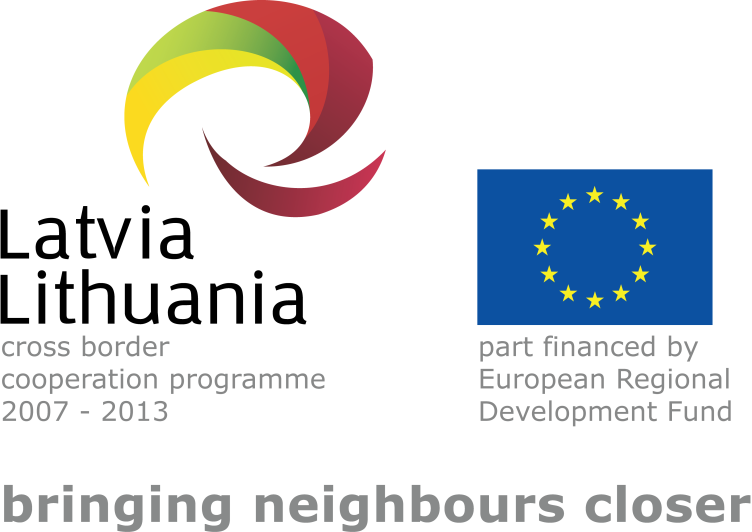 Latvia
Lithuania
cross border
cooperation programme
2007 - 2013
part financed by
European Regional
Development Fund
bringing neighbours closer